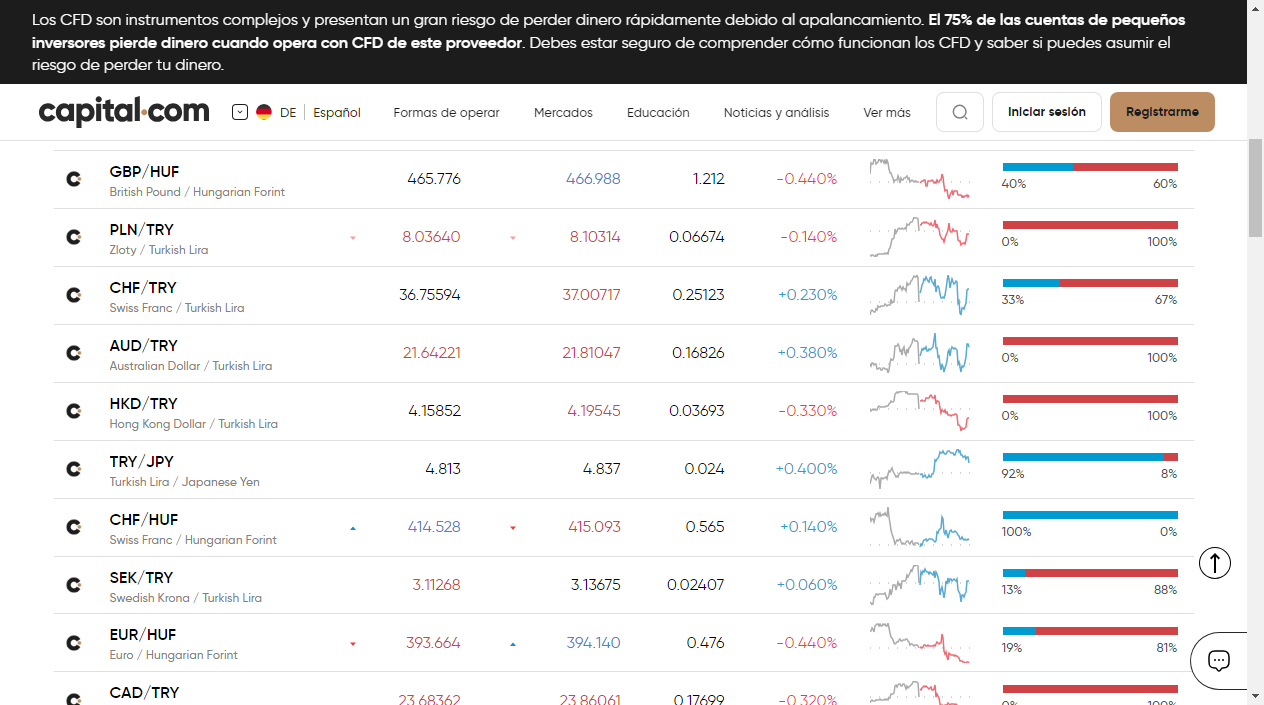 Los CFD son instrumentos complejos y presentan un gran riesgo de perder dinero rápidamente debido al apalancamiento. El 75% de las cuentas de pequeños
inversores pierde dinero cuando opera con CFD de este proveedor. Debes estar seguro de comprender cómo funcionan los CFD y saber si puedes asumir el
riesgo de perder tu dinero.
capital.com DE Español Formas de operar Mercados Educación Noticias y análisis Ver más Iniciar sesión Registrarme
GBP/HUF 465.776 466.988 1.212 -0.440%
British Pound / Hungarian Forint 40% 60%
PLN/TRY 8.03640 8.10314 0.06674 -0.140%
Zloty / Turkish Lira 0% 100%
CHF/TRY 36.75594 37.00717 0.25123 +0.230%
Swiss Franc / Turkish Lira 33% 67%
AUD/TRY 21.64221 21.81047 0.16826 +0.380%
Australian Dollar / Turkish Lira 0% 100%
HKD/TRY 4.15852 4.19545 0.03693 -0.330%
Hong Kong Dollar / Turkish Lira 0% 100%
TRY/JPY 4.813 4.837 0.024 +0.400%
Turkish Lira / Japanese Yen 92% 8%
CHF/HUF 414.528 415.093 0.565 +0.140%
Swiss Franc / Hungarian Forint 100% 0%
SEK/TRY 3.11268 3.13675 0.02407 +0.060%
Swedish Krona / Turkish Lira 13% 88%
EUR/HUF 393.664 394.140 0.476 -0.440%
Euro / Hungarian Forint 19% 81%
CAD/TRY 23.68362 23.86061 0.17699 -0.320%
0% 100%